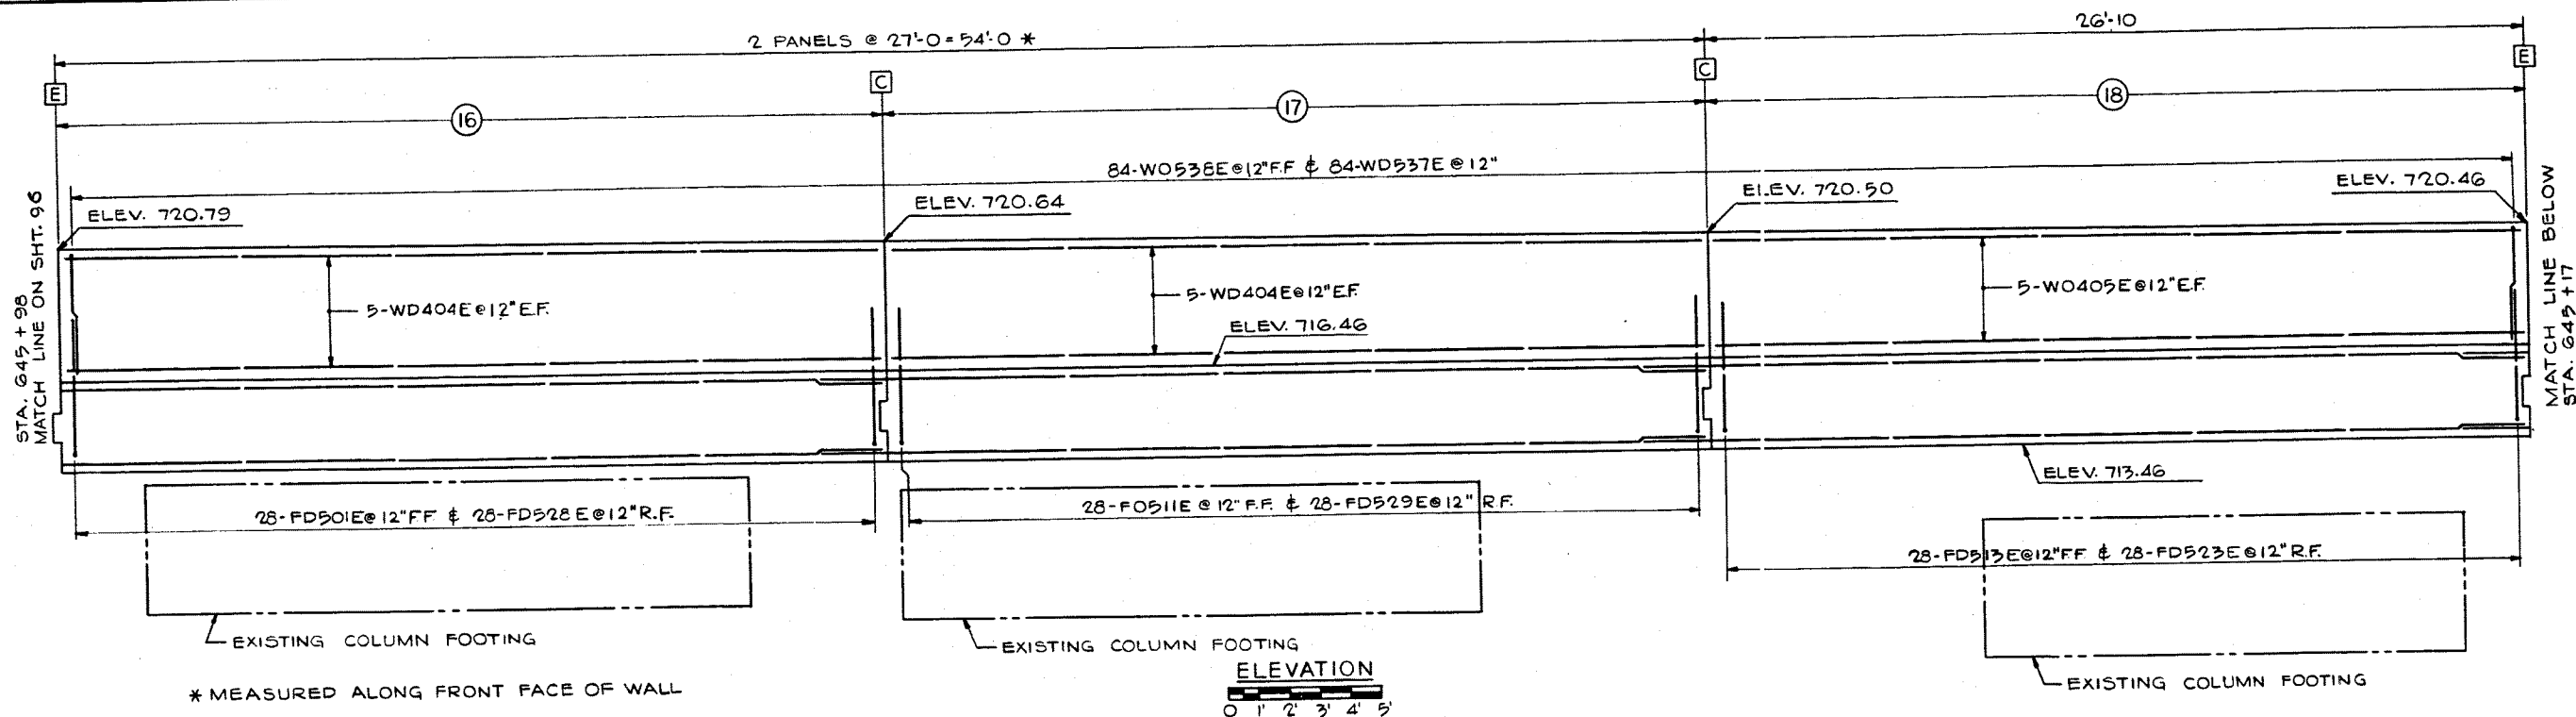 26'-10
2 PANELS @ 27'-0 = 54'-0 *
E
C
C
E
16
17
18
84-WO538E@12"F.F & 84-WD537E@12"
ELEV. 720.79
ELEV. 720.64
ELEV. 720.50
ELEV. 720.46
STA. 645+98
MATCH LINE ON SHT. 96
5-WD404E@12"E.F.
5-WD404E@12"E.F.
5-WO405E@12"E.F.
ELEV. 716.46
MATCH LINE BELOW
STA. 645+17
ELEV. 713.46
28-FD501E@12"F.F & 28-FD528E@12"R.F.
28-FO511E @ 12" F.F. & 28-FD529E@12" R.F.
28-FD513E@12"F.F & 28-FD523E@12"R.F.
EXISTING COLUMN FOOTING
EXISTING COLUMN FOOTING
EXISTING COLUMN FOOTING
* MEASURED ALONG FRONT FACE OF WALL
ELEVATION
0 1' 2' 3' 4' 5'